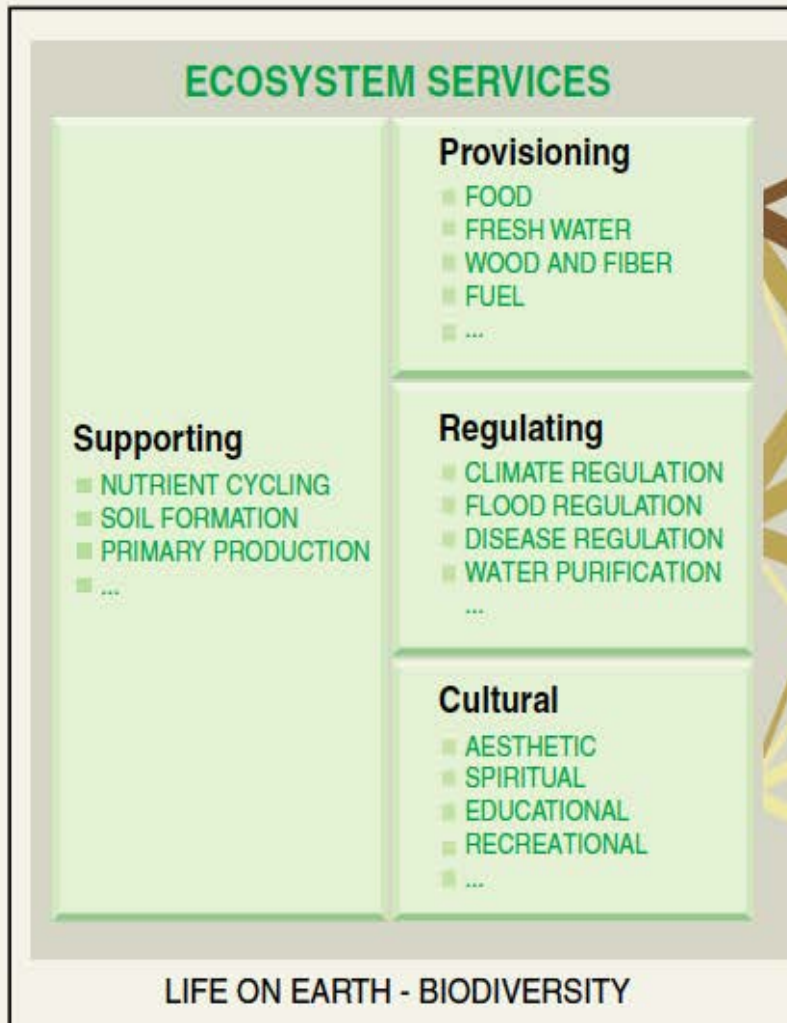 ECOSYSTEM SERVICES
Supporting
NUTRIENT CYCLING
SOIL FORMATION
PRIMARY PRODUCTION
...
Provisioning
FOOD
FRESH WATER
WOOD AND FIBER
FUEL
...
Regulating
CLIMATE REGULATION
FLOOD REGULATION
DISEASE REGULATION
WATER PURIFICATION
...
Cultural
AESTHETIC
SPIRITUAL
EDUCATIONAL
RECREATIONAL
...
LIFE ON EARTH - BIODIVERSITY